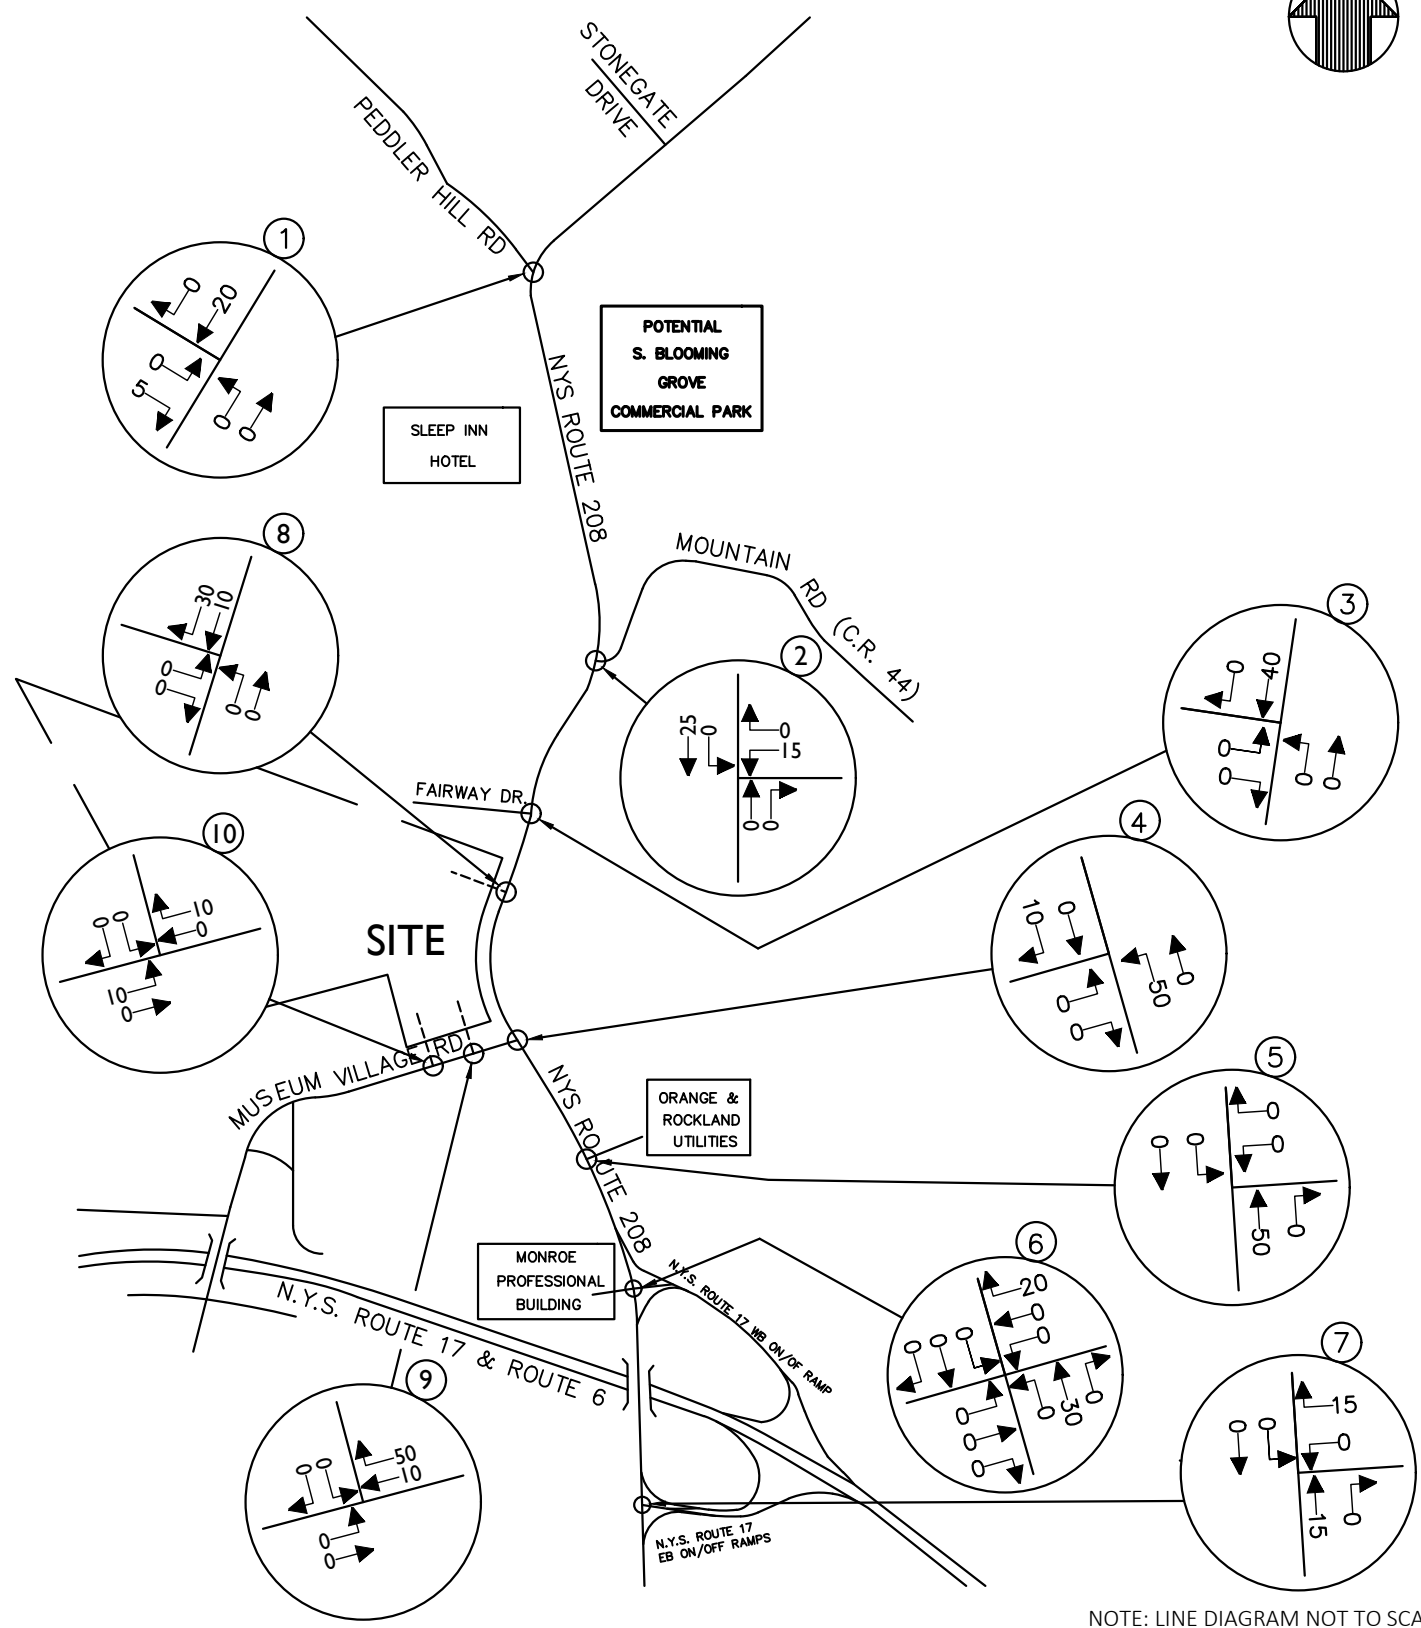 STONEGATE
DRIVE
PEDDLER HILL RD
1
0
20
0
5
0
0
POTENTIAL
S. BLOOMING
GROVE
COMMERCIAL PARK
NYS ROUTE 208
SLEEP INN
HOTEL
8
30
10
0
0
0
0
MOUNTAIN
RD (C.R. 44)
2
25
0
0
15
0
0
3
0
40
0
0
0
0
FAIRWAY DR.
10
0
0
10
0
10
0
SITE
4
10
0
50
0
0
0
MUSEUM VILLAGE RD
NYS ROUTE 208
ORANGE &
ROCKLAND
UTILITIES
5
0
0
0
0
50
0
MONROE
PROFESSIONAL
BUILDING
N.Y.S. ROUTE 17 WB ON/OF RAMP
6
20
0
0
0
0
0
0
30
0
0
0
0
N.Y.S. ROUTE 17 & ROUTE 6
7
0
0
15
0
15
0
9
0
0
50
10
0
0
N.Y.S. ROUTE 17
EB ON/OFF RAMPS
NOTE: LINE DIAGRAM NOT TO SCA